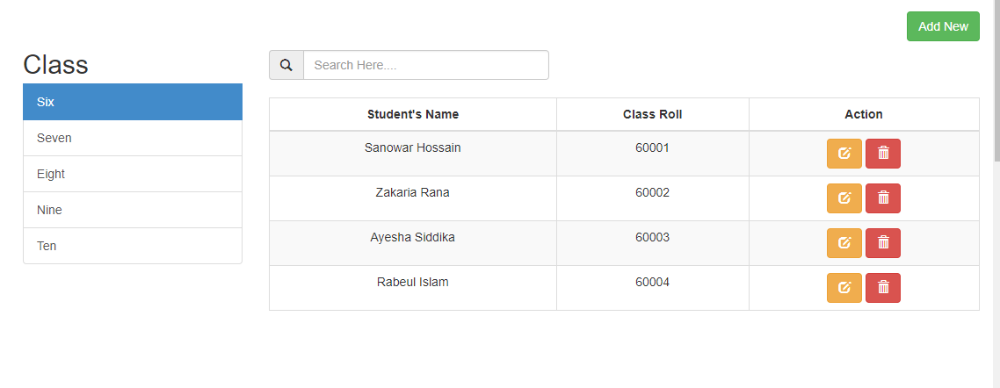 Add New
Class
Six
Seven
Eight
Nine
Ten
Search Here....
Student's Name Class Roll Action
Sanowar Hossain 60001
Zakaria Rana 60002
Ayesha Siddika 60003
Rabeul Islam 60004